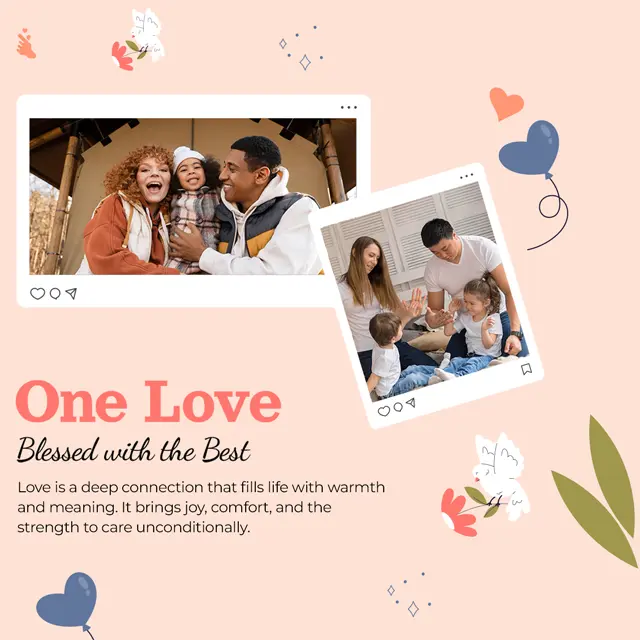 One Love
Blessed with the Best
Love is a deep connection that fills life with warmth
and meaning. It brings joy, comfort, and the
strength to care unconditionally.